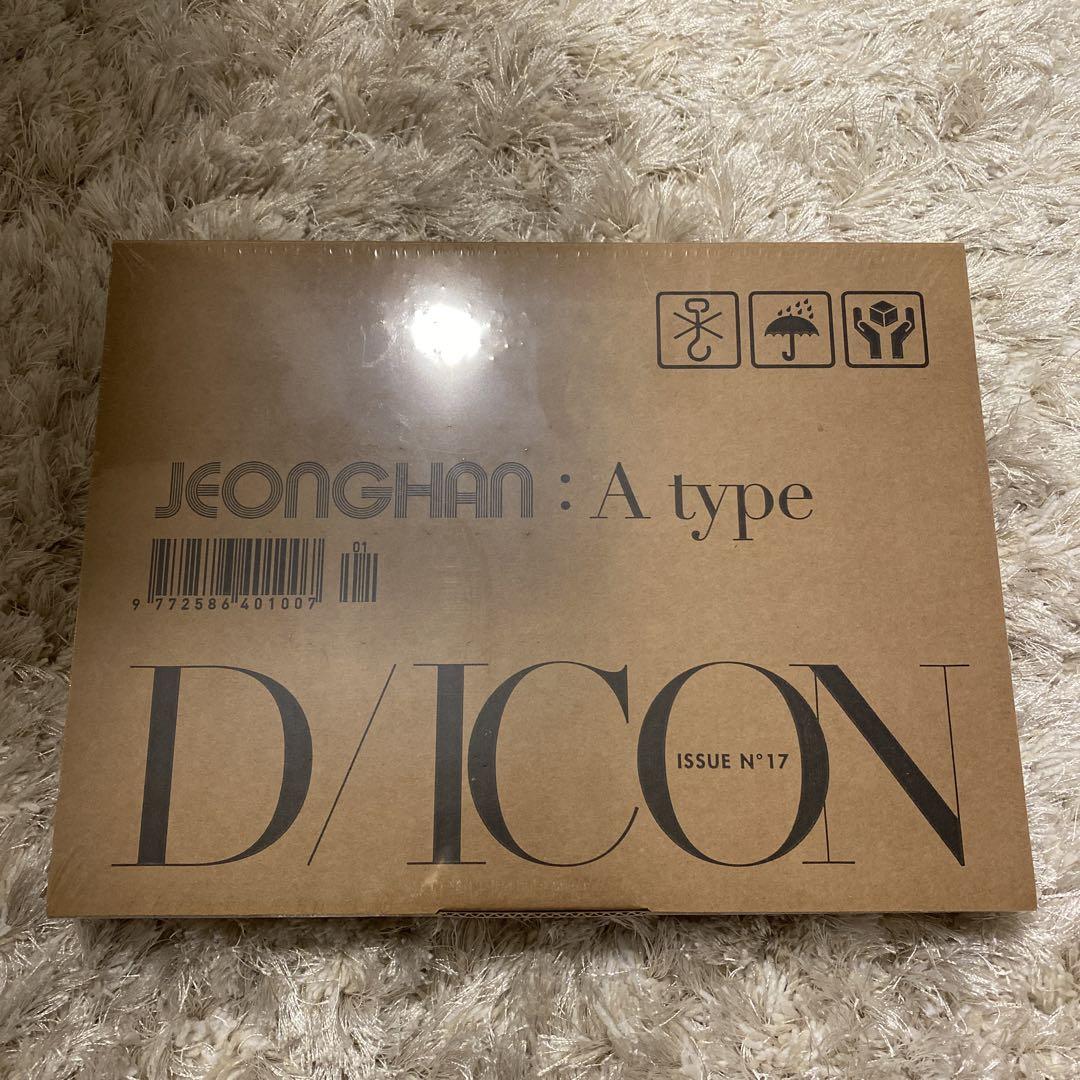 JEONGHAN : A type
01
9 772586 401007
D/ICON
ISSUE N°17